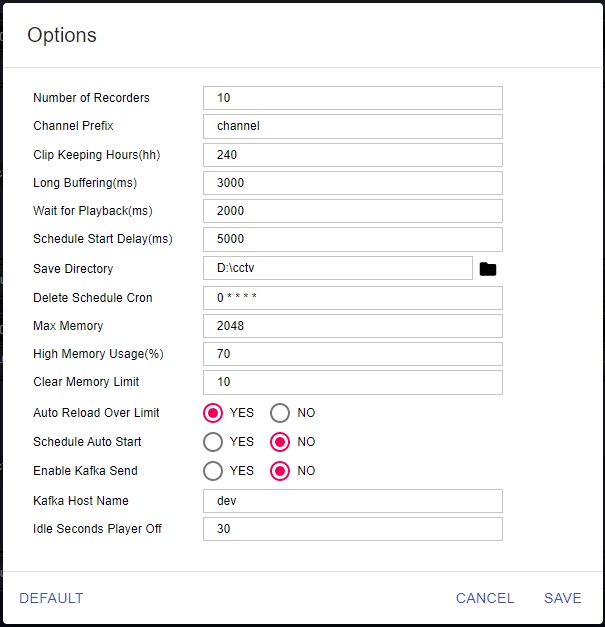 Options
Number of Recorders 10
Channel Prefix channel
Clip Keeping Hours(hh) 240
Long Buffering(ms) 3000
Wait for Playback(ms) 2000
Schedule Start Delay(ms) 5000
Save Directory D:\cctv
Delete Schedule Cron 0 * * * *
Max Memory 2048
High Memory Usage(%) 70
Clear Memory Limit 10
Auto Reload Over Limit YES NO
Schedule Auto Start YES NO
Enable Kafka Send YES NO
Kafka Host Name dev
Idle Seconds Player Off 30
DEFAULT CANCEL SAVE